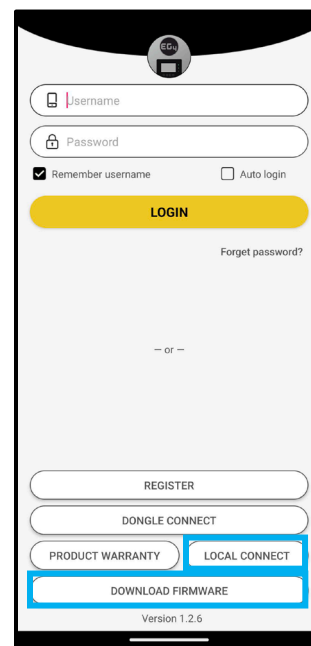 EG4
Username
Password
Remember username Auto login
LOGIN
Forget password?
— or —
REGISTER
DONGLE CONNECT
PRODUCT WARRANTY LOCAL CONNECT
DOWNLOAD FIRMWARE
Version 1.2.6